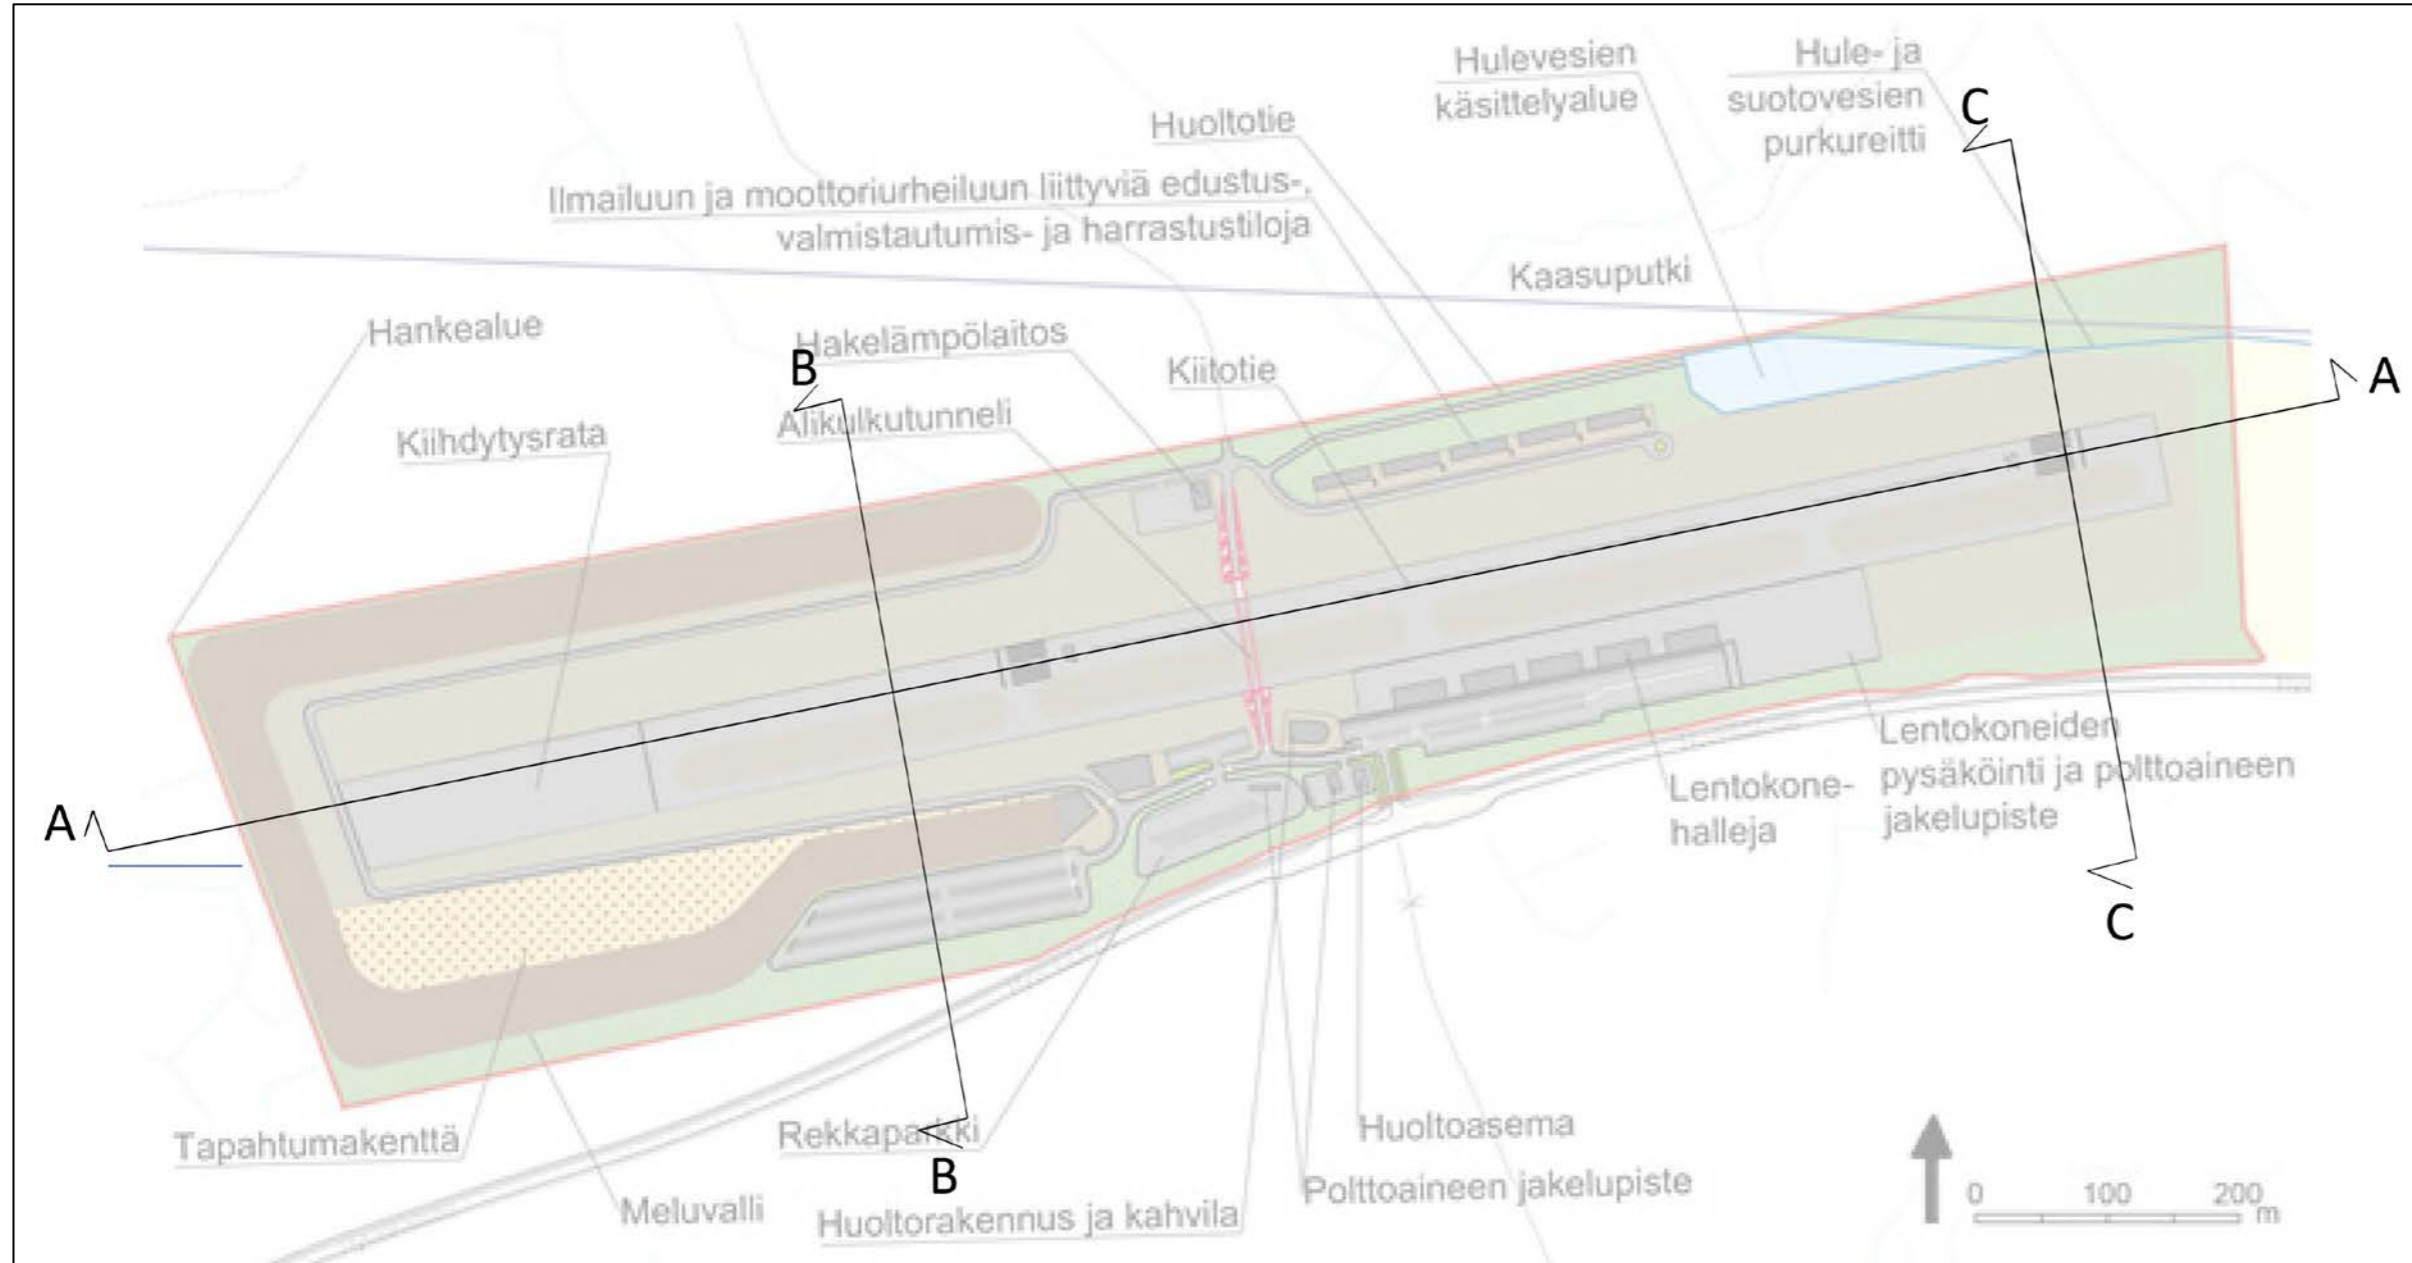 Hulevesien
käsittelyalue
Hule- ja
suotovesien
purkureitti
C
Huoltotie
Ilmailuun ja moottoriurheiluun liittyviä edustus-,
valmistautumis- ja harrastustiloja
Kaasuputki
Hankealue
Hakelämpölaitos
B
Kiitotie
A
Kiihdytysrata
Alikulkutunneli
A
Lentokoneiden
pysäköinti ja polttoaineen
jakelupiste
Lentokone-
halleja
C
Tapahtumakenttä
Rekkaparkki
B
Huoltoasema
Polttoaineen jakelupiste
Meluvalli
Huoltorakennus ja kahvila
0 100 200
m